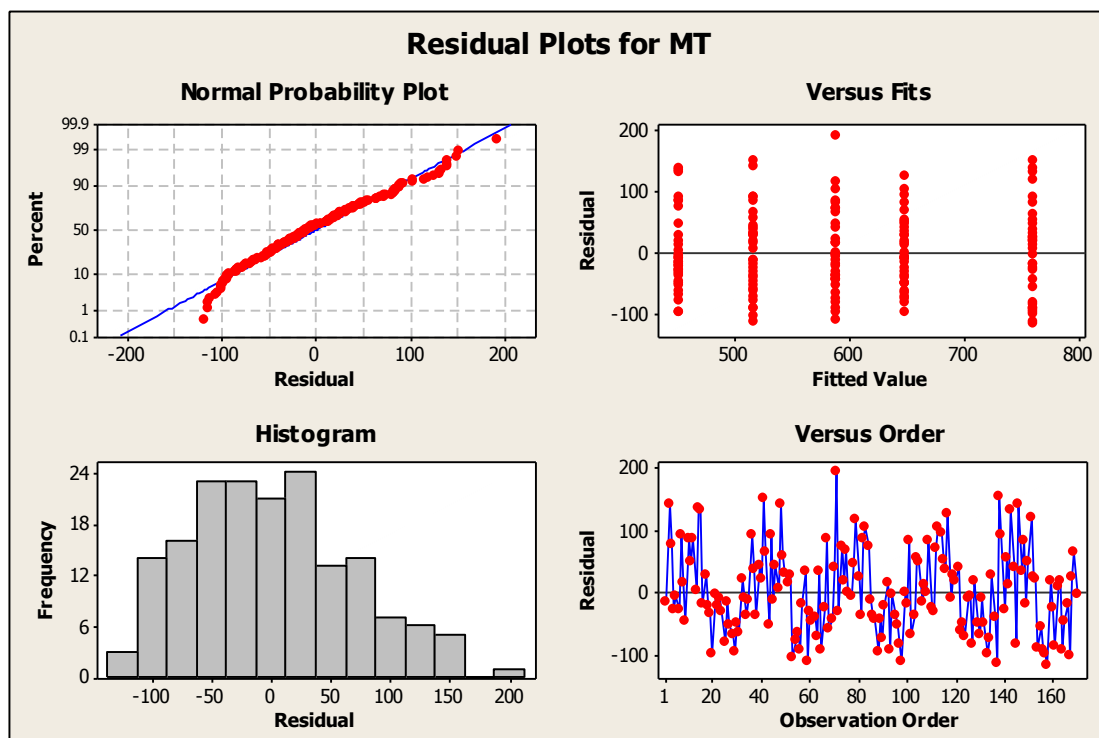 Residual Plots for MT
Normal Probability Plot
99.9
99
90
50
10
1
0.1
Percent
-200 -100 0 100 200
Residual
Versus Fits
200
100
0
-100
Residual
500 600 700 800
Fitted Value
Histogram
24
18
12
6
0
Frequency
-100 -50 0 50 100 150 200
Residual
Versus Order
200
100
0
-100
Residual
1 20 40 60 80 100 120 140 160
Observation Order